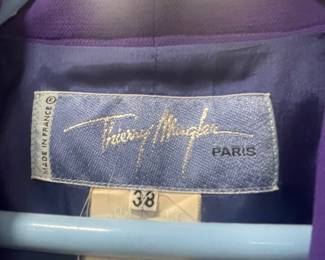 MADE IN FRANCE ®
Thierry Mugler
PARIS
38